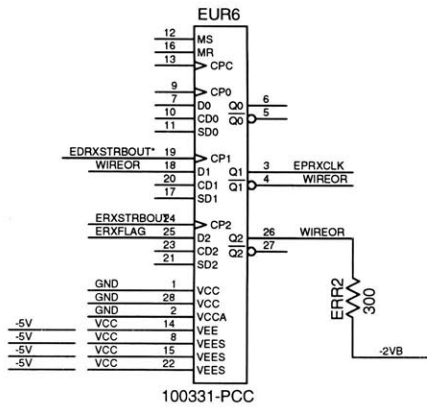 EUR6
12 MS
16 MR
13 CPC
9 CP0
7 D0 Q0 6
10 CD0 Q0 5
11 SD0
EDRXSTRBOUT* 19 CP1
WIREOR 18 D1 Q1 3 EPRXCLK
20 CD1 Q1 4 WIREOR
17 SD1
ERXSTRBOUT 24 CP2
ERXFLAG 25 D2 Q2 26 WIREOR
23 CD2 Q2 27
21 SD2
ERR2
300
GND 1 VCC
GND 28 VCC
GND 2 VCCA
-5V VCC 14 VEE
-5V VCC 8 VEES
-5V VCC 15 VEES
-5V VCC 22 VEES
-2VB
100331-PCC